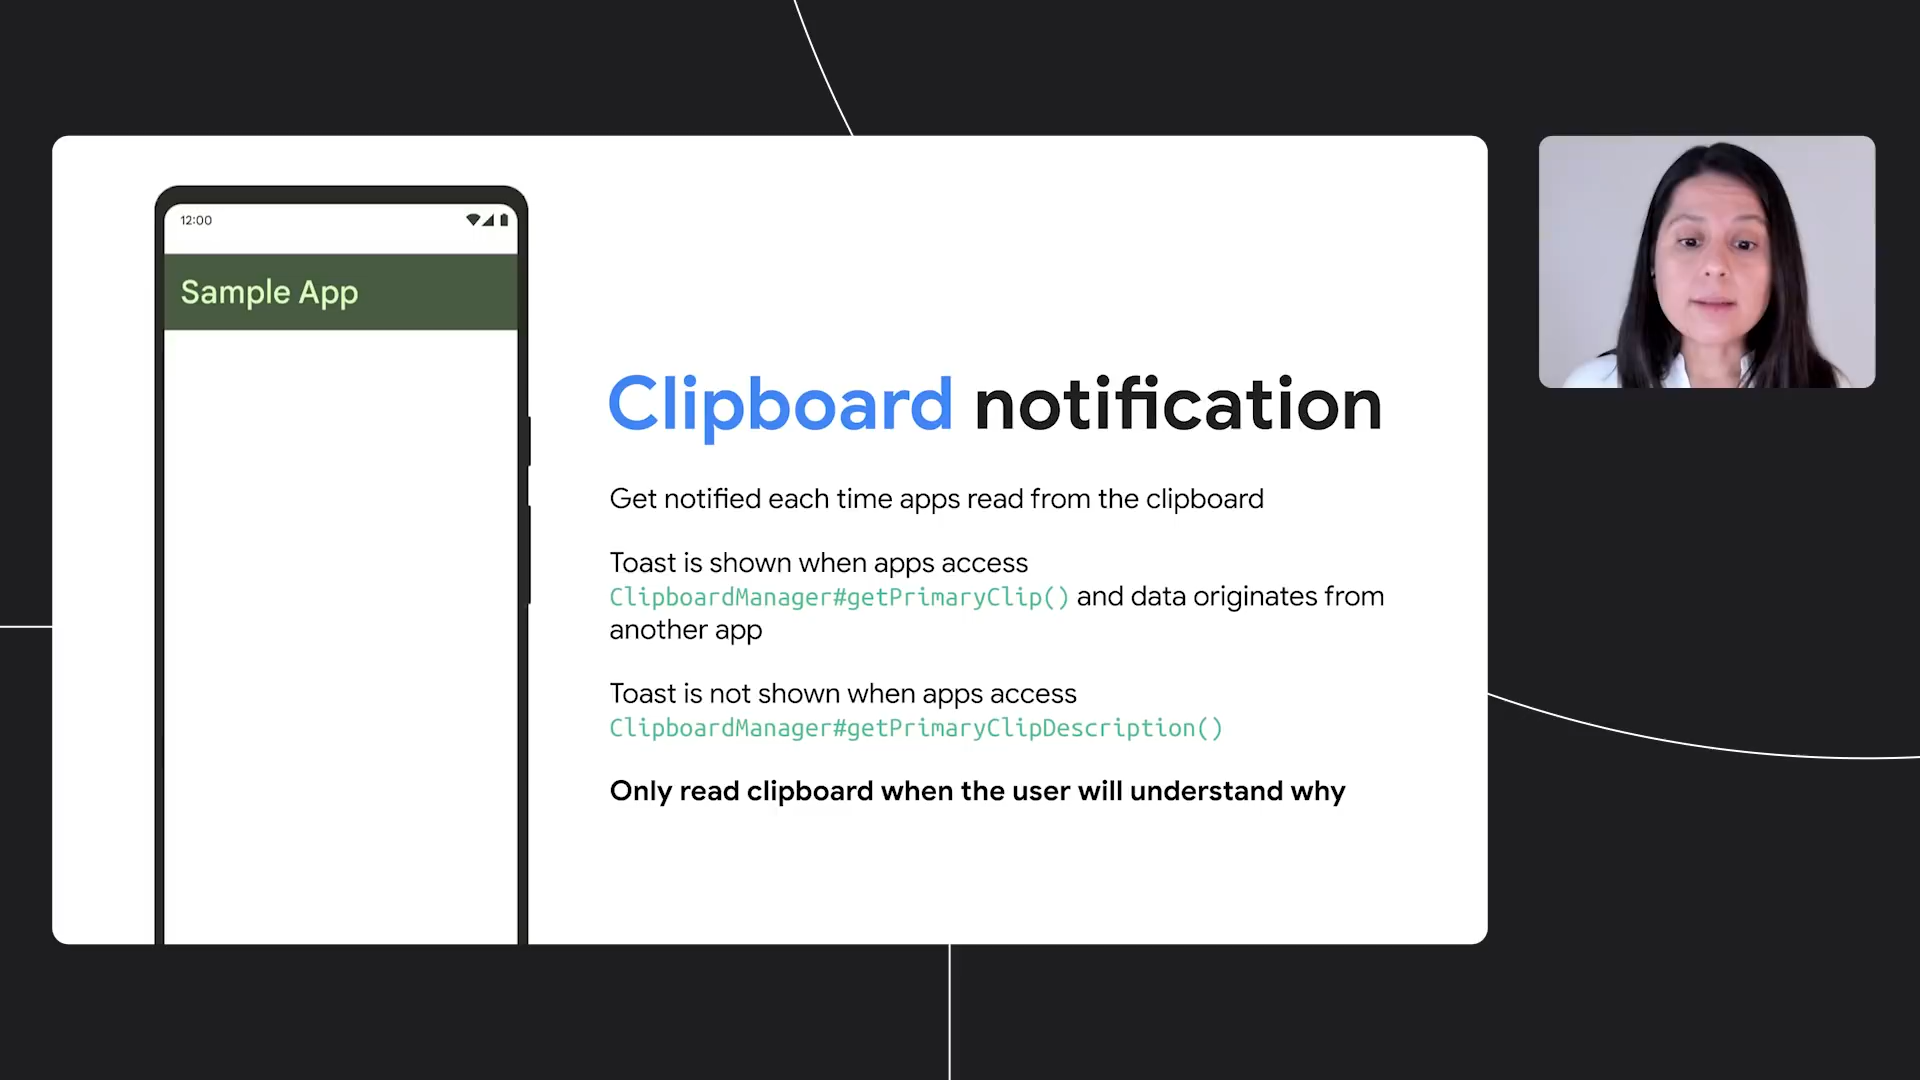 12:00
Sample App
Clipboard notification
Get notified each time apps read from the clipboard
Toast is shown when apps access
ClipboardManager#getPrimaryClip() and data originates from
another app
Toast is not shown when apps access
ClipboardManager#getPrimaryClipDescription()
Only read clipboard when the user will understand why